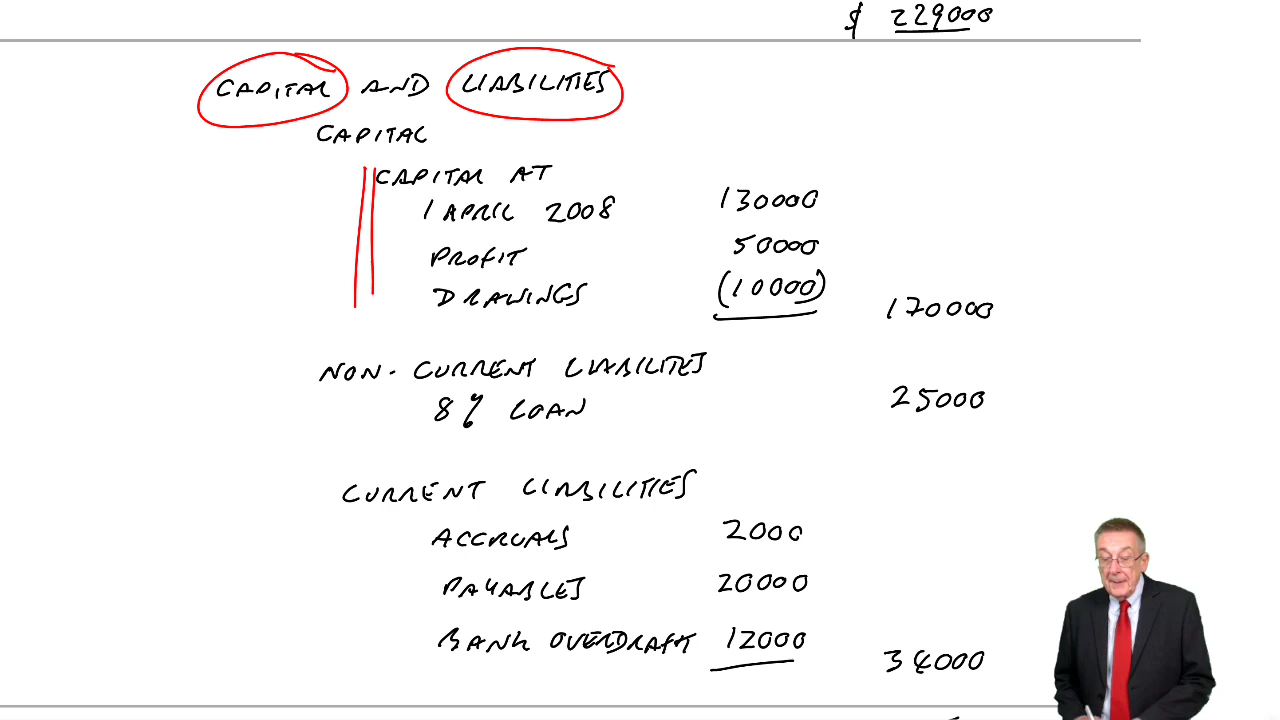 $ 229000
CAPITAL AND LIABILITIES
CAPITAL
CAPITAL AT
1 APRIL 2008 130000
PROFIT 50000
DRAWINGS (10000) 170000
NON-CURRENT LIABILITES
8% LOAN 25000
CURRENT LIABILITIES
ACCRUALS 2000
PAYABLES 20000
BANK OVERDRAFT 12000 34000